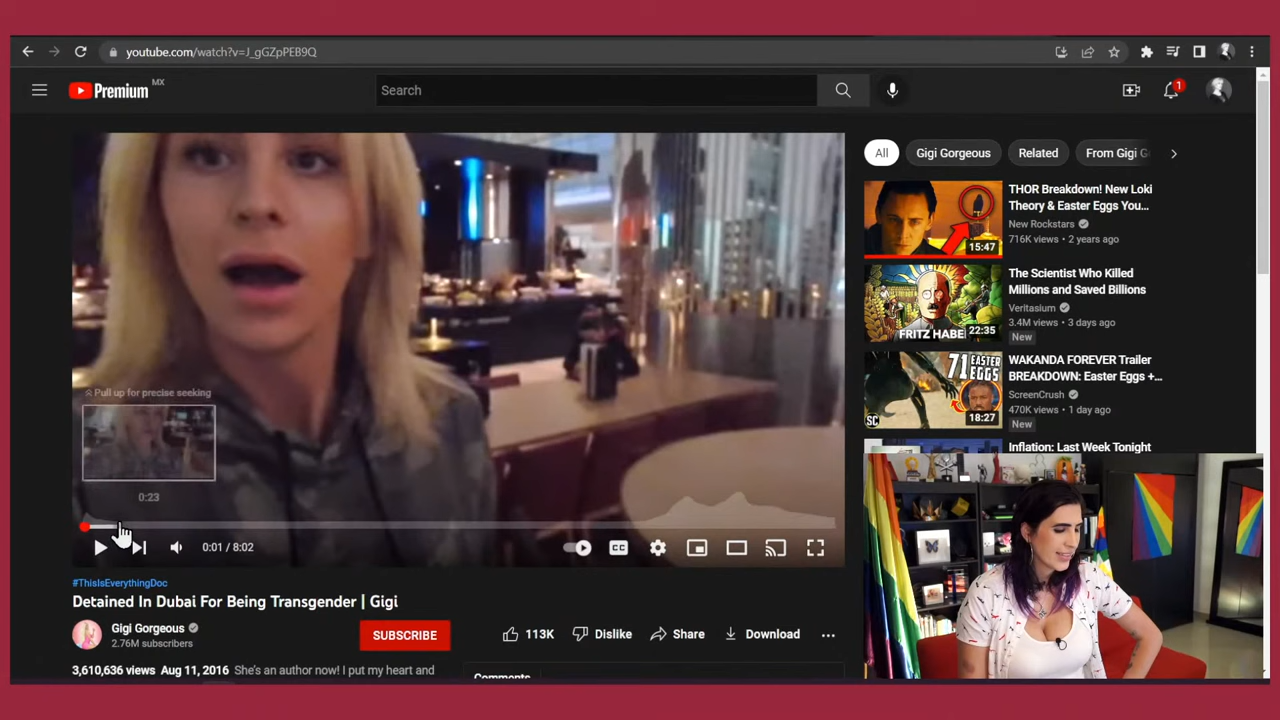 youtube.com/watch?v=J_gGZpPEB9Q
Premium MX
Search
1
All
Gigi Gorgeous
Related
From Gigi G
THOR Breakdown! New Loki
Theory & Easter Eggs You...
New Rockstars
716K views • 2 years ago
15:47
The Scientist Who Killed
Millions and Saved Billions
Veritasium
3.4M views • 3 days ago
New
FRITZ HABE
22:35
71 EASTER
EGGS
WAKANDA FOREVER Trailer
BREAKDOWN: Easter Eggs +...
ScreenCrush
470K views • 1 day ago
New
SC
18:27
Inflation: Last Week Tonight
Pull up for precise seeking
0:23
0:01 / 8:02
CC
#ThisIsEverythingDoc
Detained In Dubai For Being Transgender | Gigi
Gigi Gorgeous
2.76M subscribers
SUBSCRIBE
113K
Dislike
Share
Download
3,610,636 views Aug 11, 2016 She's an author now! I put my heart and
Comments